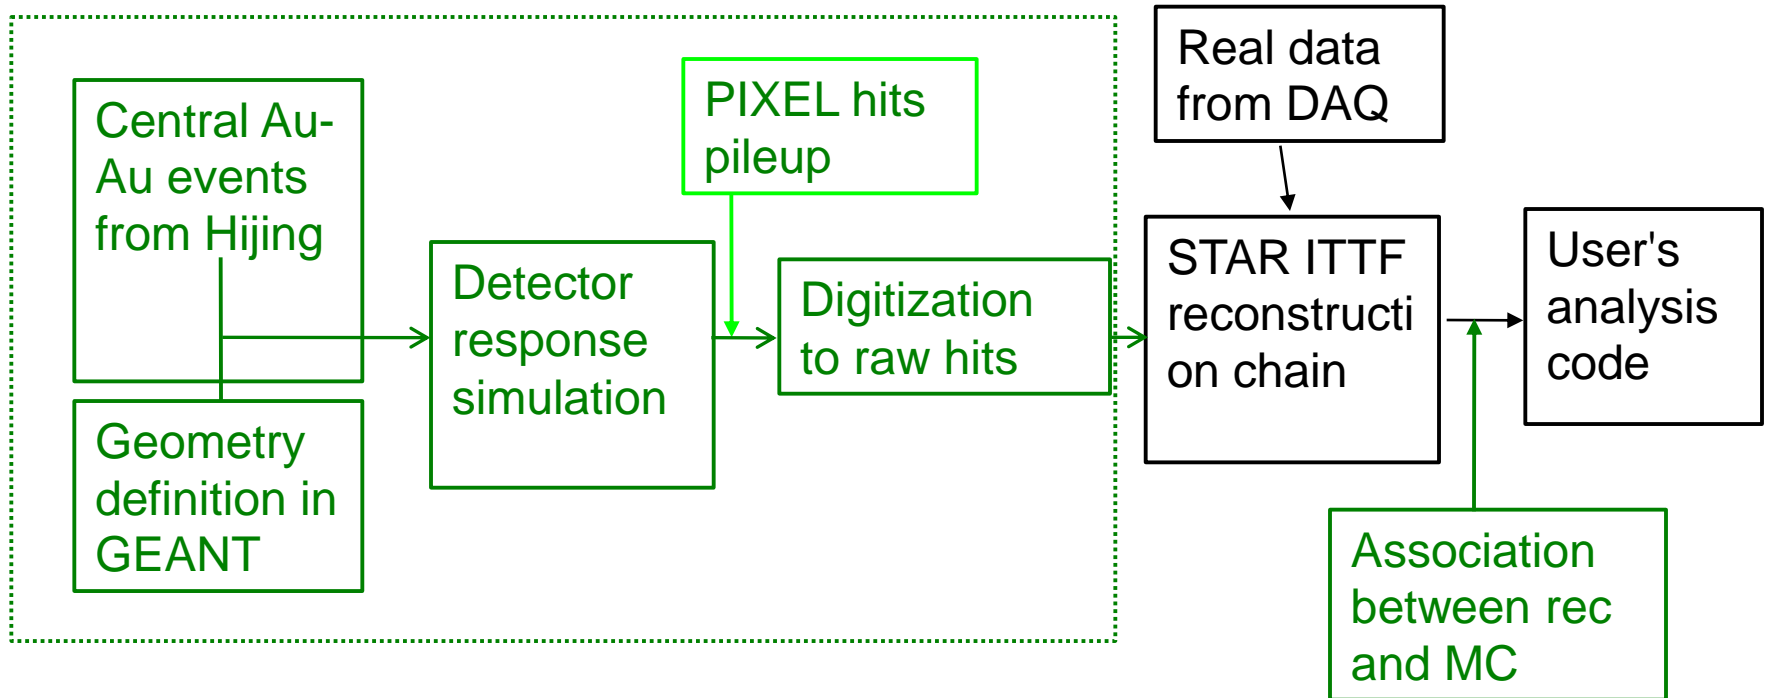 Central Au-
Au events
from Hijing
Geometry
definition in
GEANT
Detector
response
simulation
PIXEL hits
pileup
Digitization
to raw hits
Real data
from DAQ
STAR ITTF
reconstructi
on chain
User's
analysis
code
Association
between rec
and MC